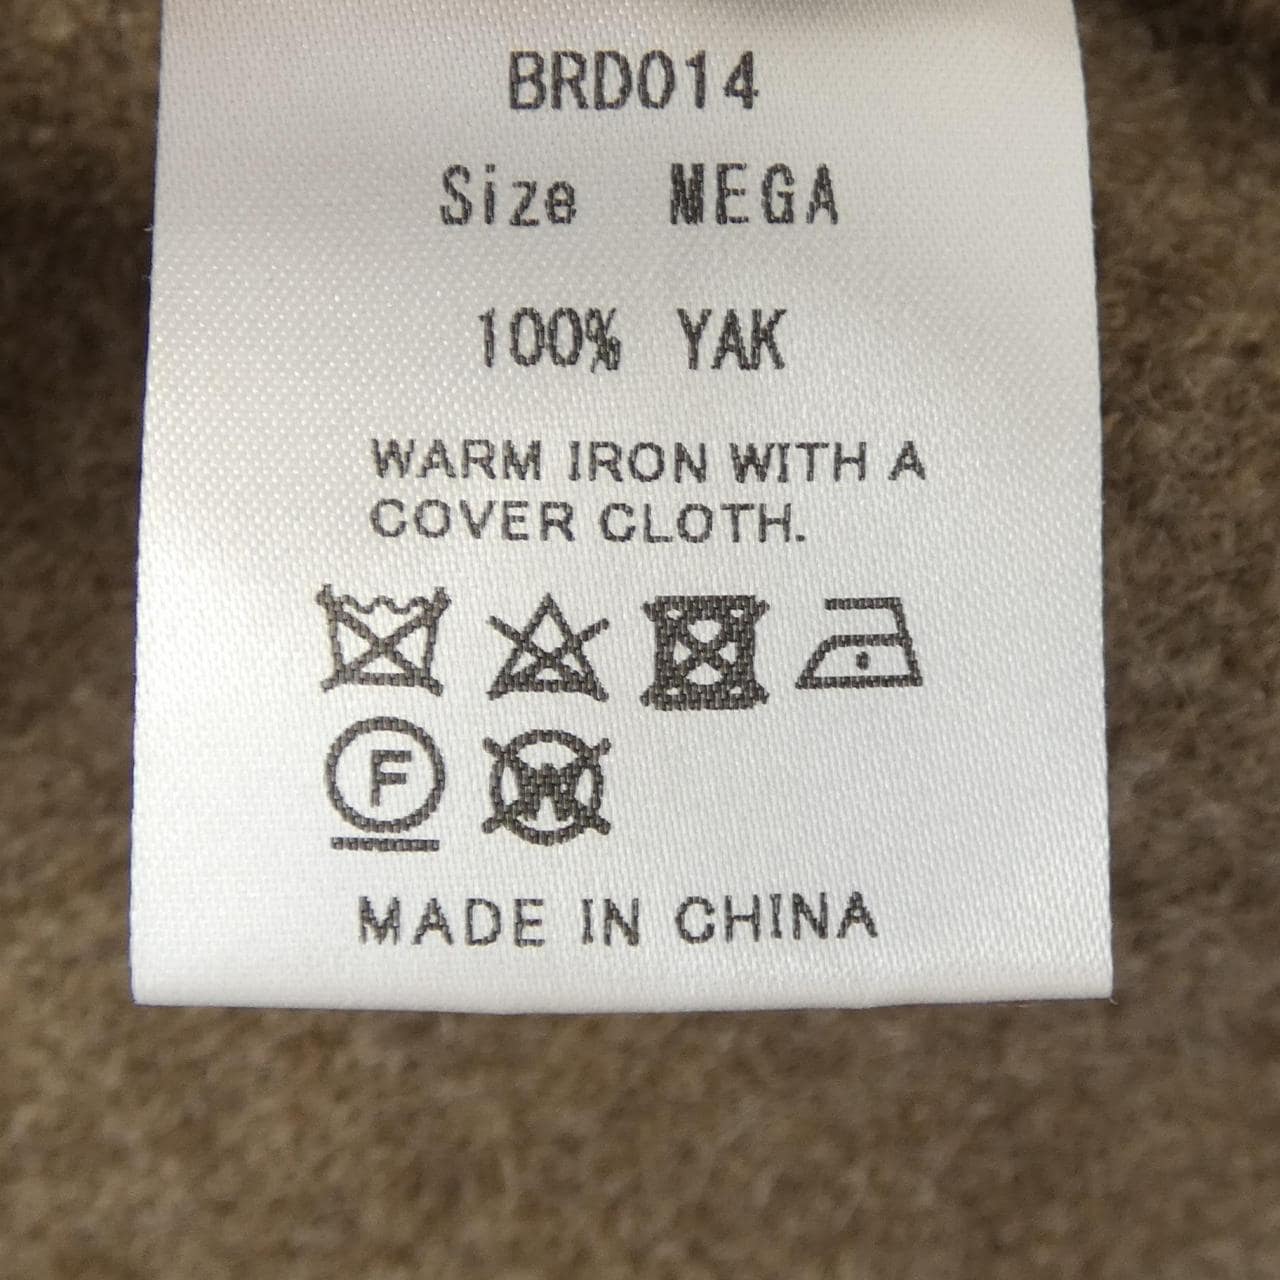 BRD014
Size MEGA
100% YAK
WARM IRON WITH A
COVER CLOTH.
F W
MADE IN CHINA